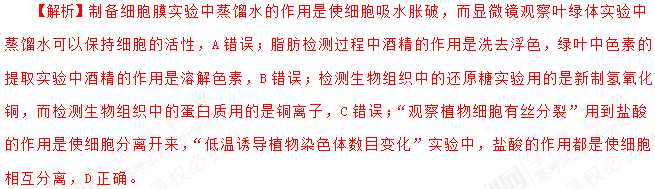 【解析】制备细胞膜实验中蒸馏水的作用是使细胞吸水胀破，而显微镜观察叶绿体实验中
蒸馏水可以保持细胞的活性，A 错误；脂肪检测过程中酒精的作用是洗去浮色，绿叶中色素的
提取实验中酒精的作用是溶解色素，B 错误；检测生物组织中的还原糖实验用的是新制氢氧化
铜，而检测生物组织中的蛋白质用的是铜离子，C 错误；“观察植物细胞有丝分裂”用到盐酸
的作用是使细胞分离开来，“低温诱导植物染色体数目变化”实验中，盐酸的作用都是使细胞
相互分离，D 正确。